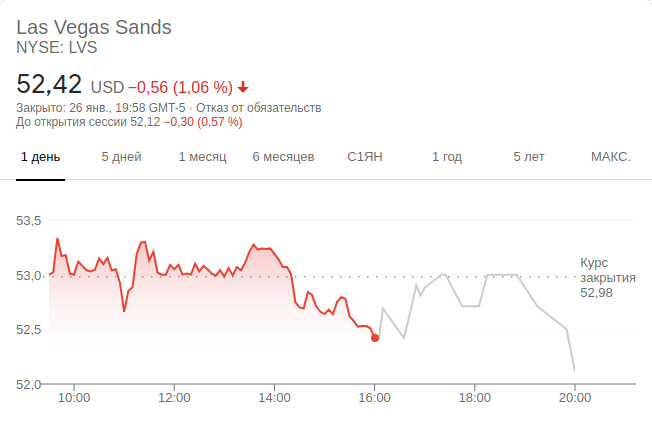 Las Vegas Sands
NYSE: LVS
52,42 USD −0,56 (1,06 %)
Закрыто: 26 янв., 19:58 GMT-5 · Отказ от обязательств
До открытия сессии 52,12 −0,30 (0,57 %)
1 день 5 дней 1 месяц 6 месяцев С1ЯН 1 год 5 лет МАКС.
53,5
53,0
52,5
52,0
Курс
закрытия
52,98
10:00 12:00 14:00 16:00 18:00 20:00